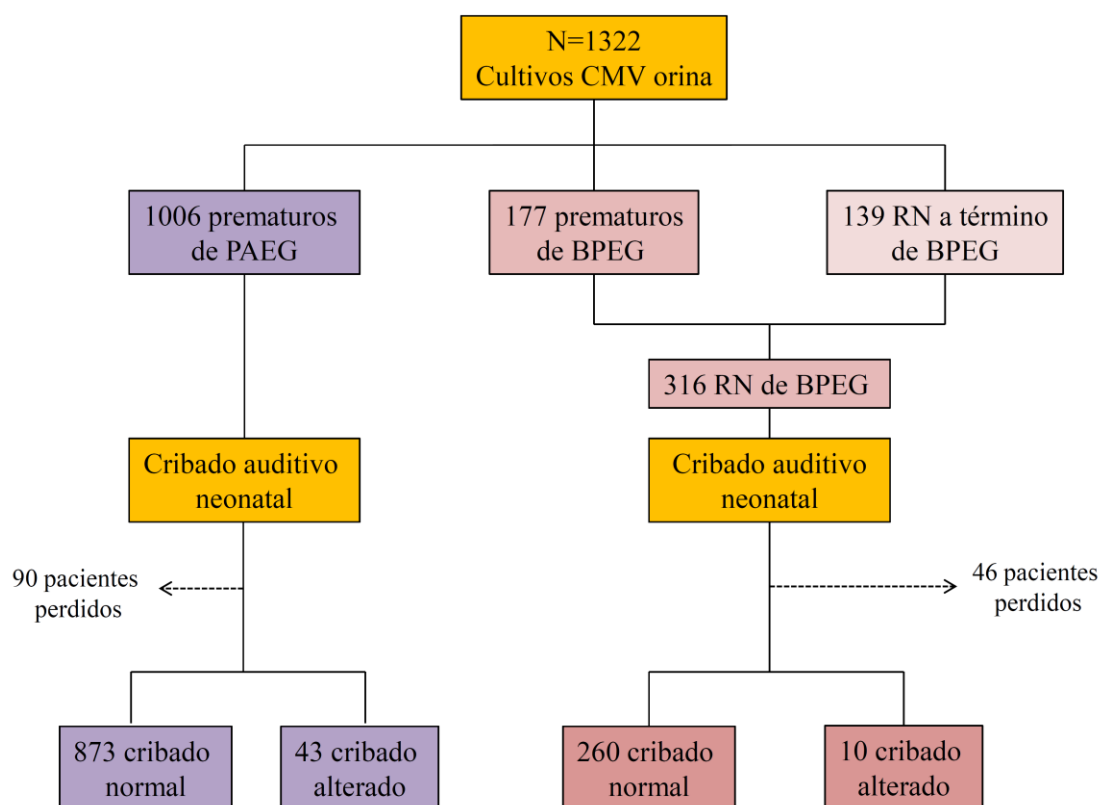 N=1322
Cultivos CMV orina
1006 prematuros
de PAEG
177 prematuros
de BPEG
139 RN a término
de BPEG
316 RN de BPEG
Cribado auditivo
neonatal
Cribado auditivo
neonatal
90 pacientes
perdidos
46 pacientes
perdidos
873 cribado
normal
43 cribado
alterado
260 cribado
normal
10 cribado
alterado